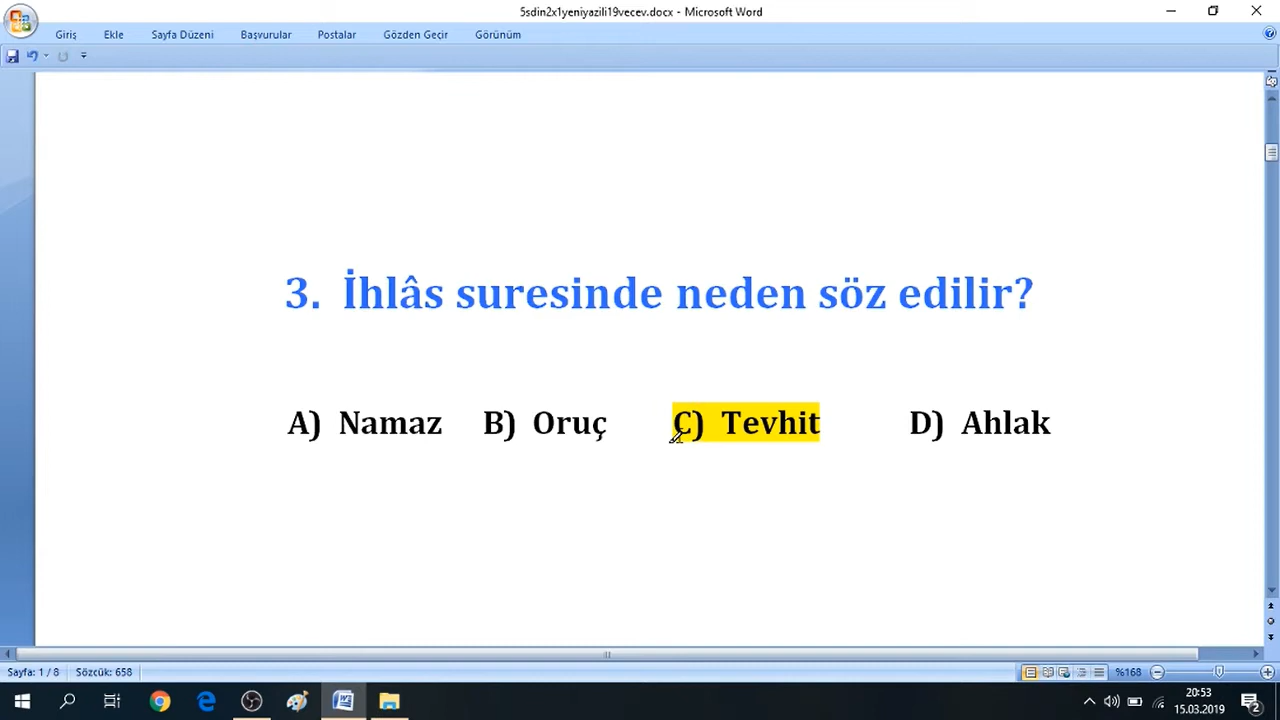 5sdin2x1yeniyazili19vecev.docx - Microsoft Word
Giriş Ekle Sayfa Düzeni Başvurular Postalar Gözden Geçir Görünüm
3. İhlâs suresinde neden söz edilir?
A) Namaz B) Oruç C) Tevhit D) Ahlak
Sayfa: 1 / 8 Sözcük: 658 %168
20:53
15.03.2019
2